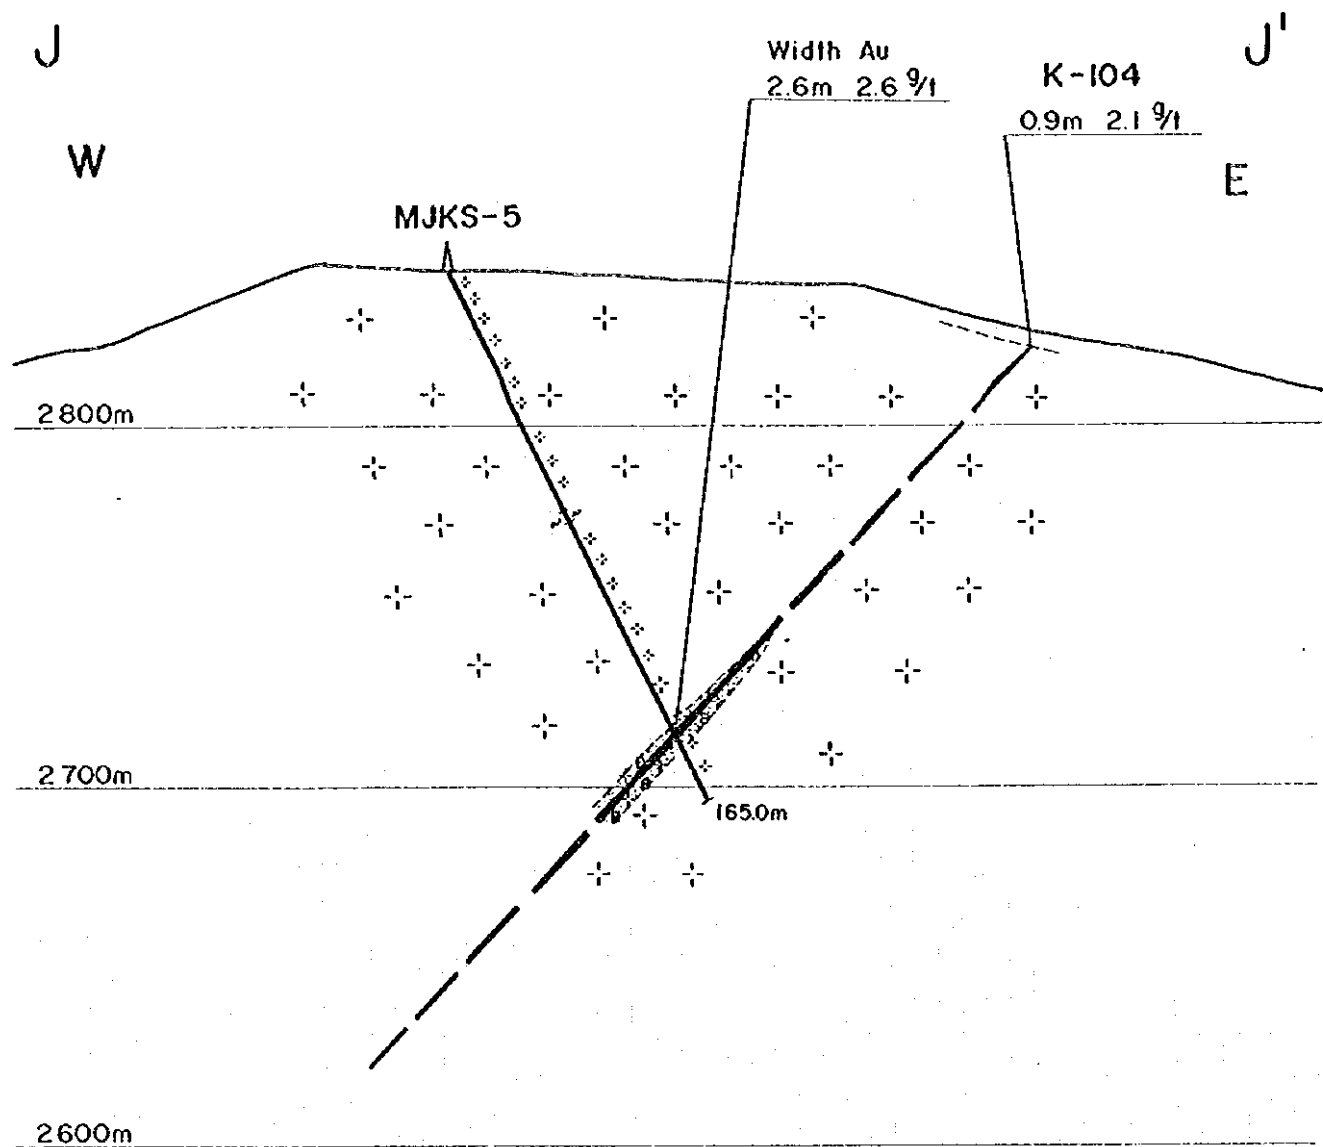 J
J'
Width Au
2.6m 2.6 g/t
K-104
0.9m 2.1 g/t
W
E
MJKS-5
2800m
2700m
165.0m
2600m